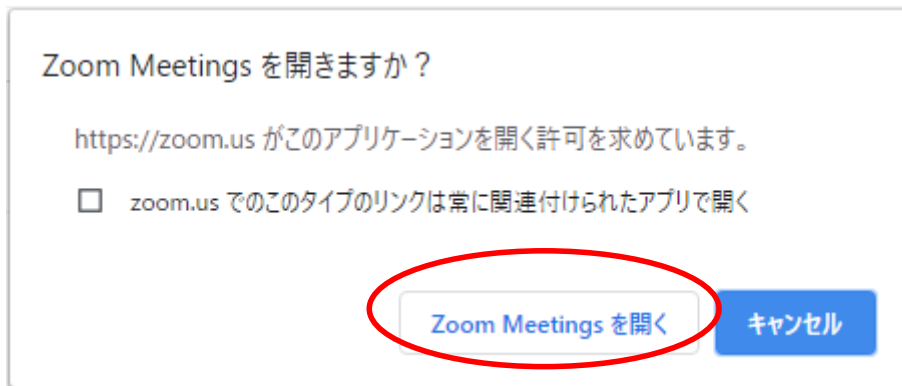 Zoom Meetings を開きますか？
https://zoom.us がこのアプリケーションを開く許可を求めています。
zoom.us でのこのタイプのリンクは常に関連付けられたアプリで開く
Zoom Meetings を開く
キャンセル